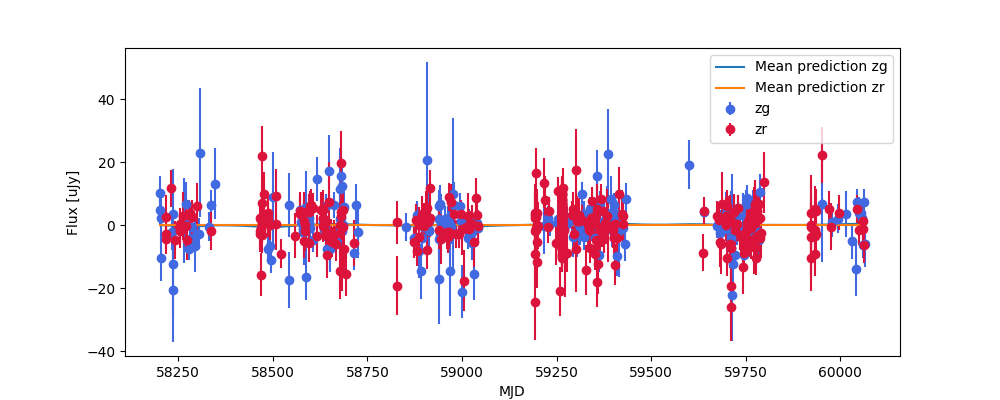 Mean prediction zg
Mean prediction zr
zg
zr
Flux [uJy]
40
20
0
−20
−40
58250
58500
58750
59000
59250
59500
59750
60000
MJD